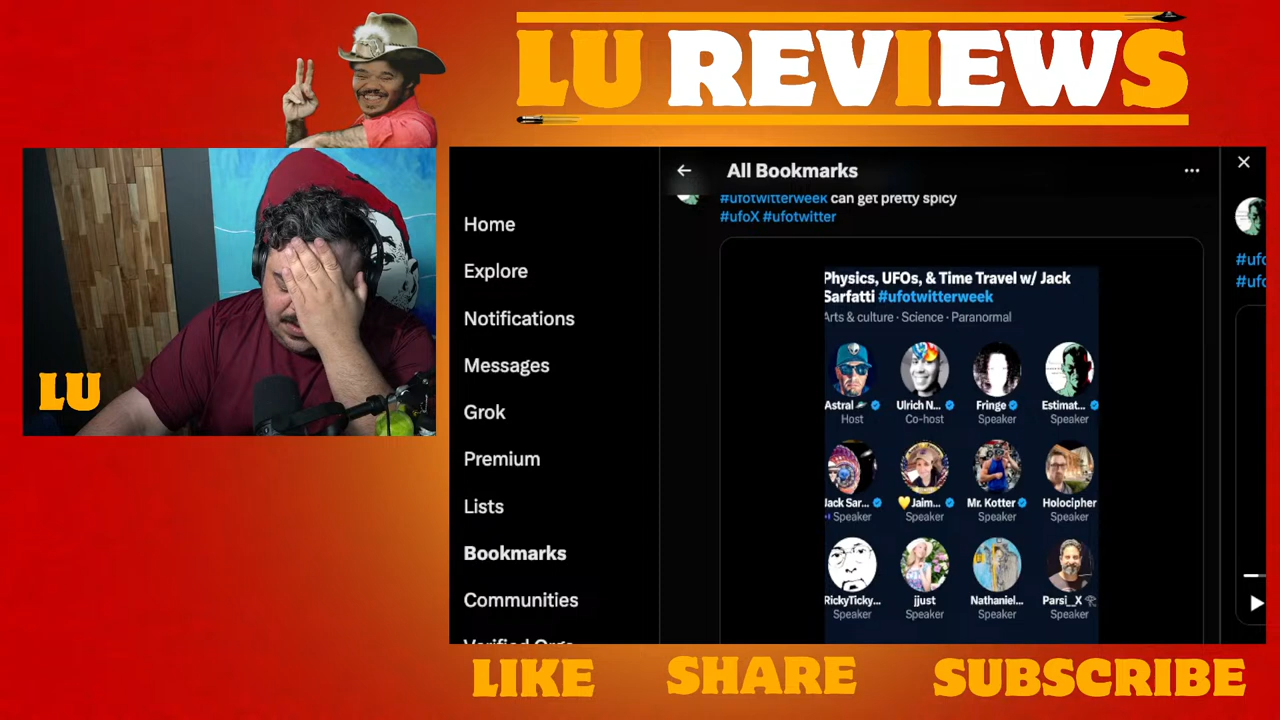 LU REVIEWS
LU
Home
Explore
Notifications
Messages
Grok
Premium
Lists
Bookmarks
Communities
All Bookmarks
#ufotwitterweek can get pretty spicy
#ufoX #ufotwitter
Physics, UFOs, & Time Travel w/ Jack
Sarfatti #ufotwitterweek
Arts & culture · Science · Paranormal
Astral Ulrich N... Fringe Estimat...
Host Co-host Speaker Speaker
Jack Sar... Jaim... Mr. Kotter Holocipher
Speaker Speaker Speaker Speaker
RickyTicky... jjust Nathaniel... Parsi_X
Speaker Speaker Speaker Speaker
#ufo
#ufo
LIKE SHARE SUBSCRIBE